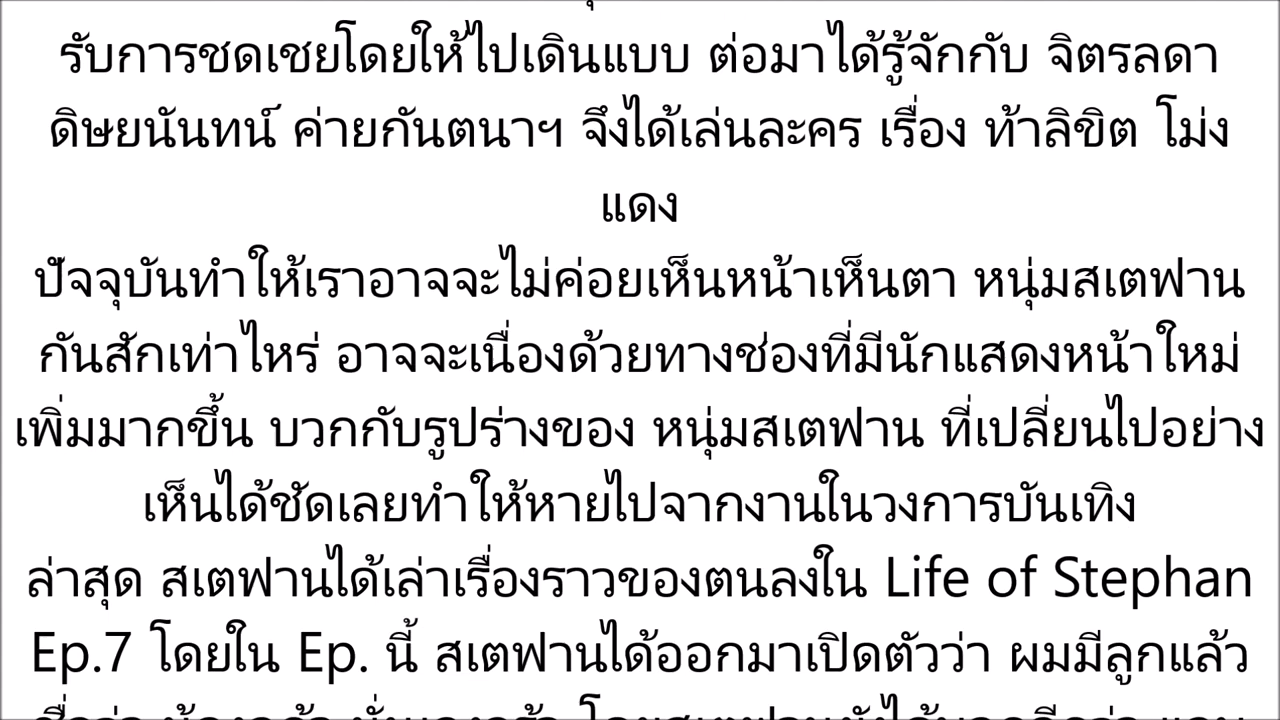 รับการชดเชยโดยให้ไปเดินแบบ ต่อมาได้รู้จักกับ จิตรลดา
ดิษยนันทน์ ค่ายกันตนาฯ จึงได้เล่นละคร เรื่อง ท้าลิขิต โม่ง
แดง
ปัจจุบันทำให้เราอาจจะไม่ค่อยเห็นหน้าเห็นตา หนุ่มสเตฟาน
กันสักเท่าไหร่ อาจจะเนื่องด้วยทางช่องที่มีนักแสดงหน้าใหม่
เพิ่มมากขึ้น บวกกับรูปร่างของ หนุ่มสเตฟาน ที่เปลี่ยนไปอย่าง
เห็นได้ชัดเลยทำให้หายไปจากงานในวงการบันเทิง
ล่าสุด สเตฟานได้เล่าเรื่องราวของตนลงใน Life of Stephan
Ep.7 โดยใน Ep. นี้ สเตฟานได้ออกมาเปิดตัวว่า ผมมีลูกแล้ว